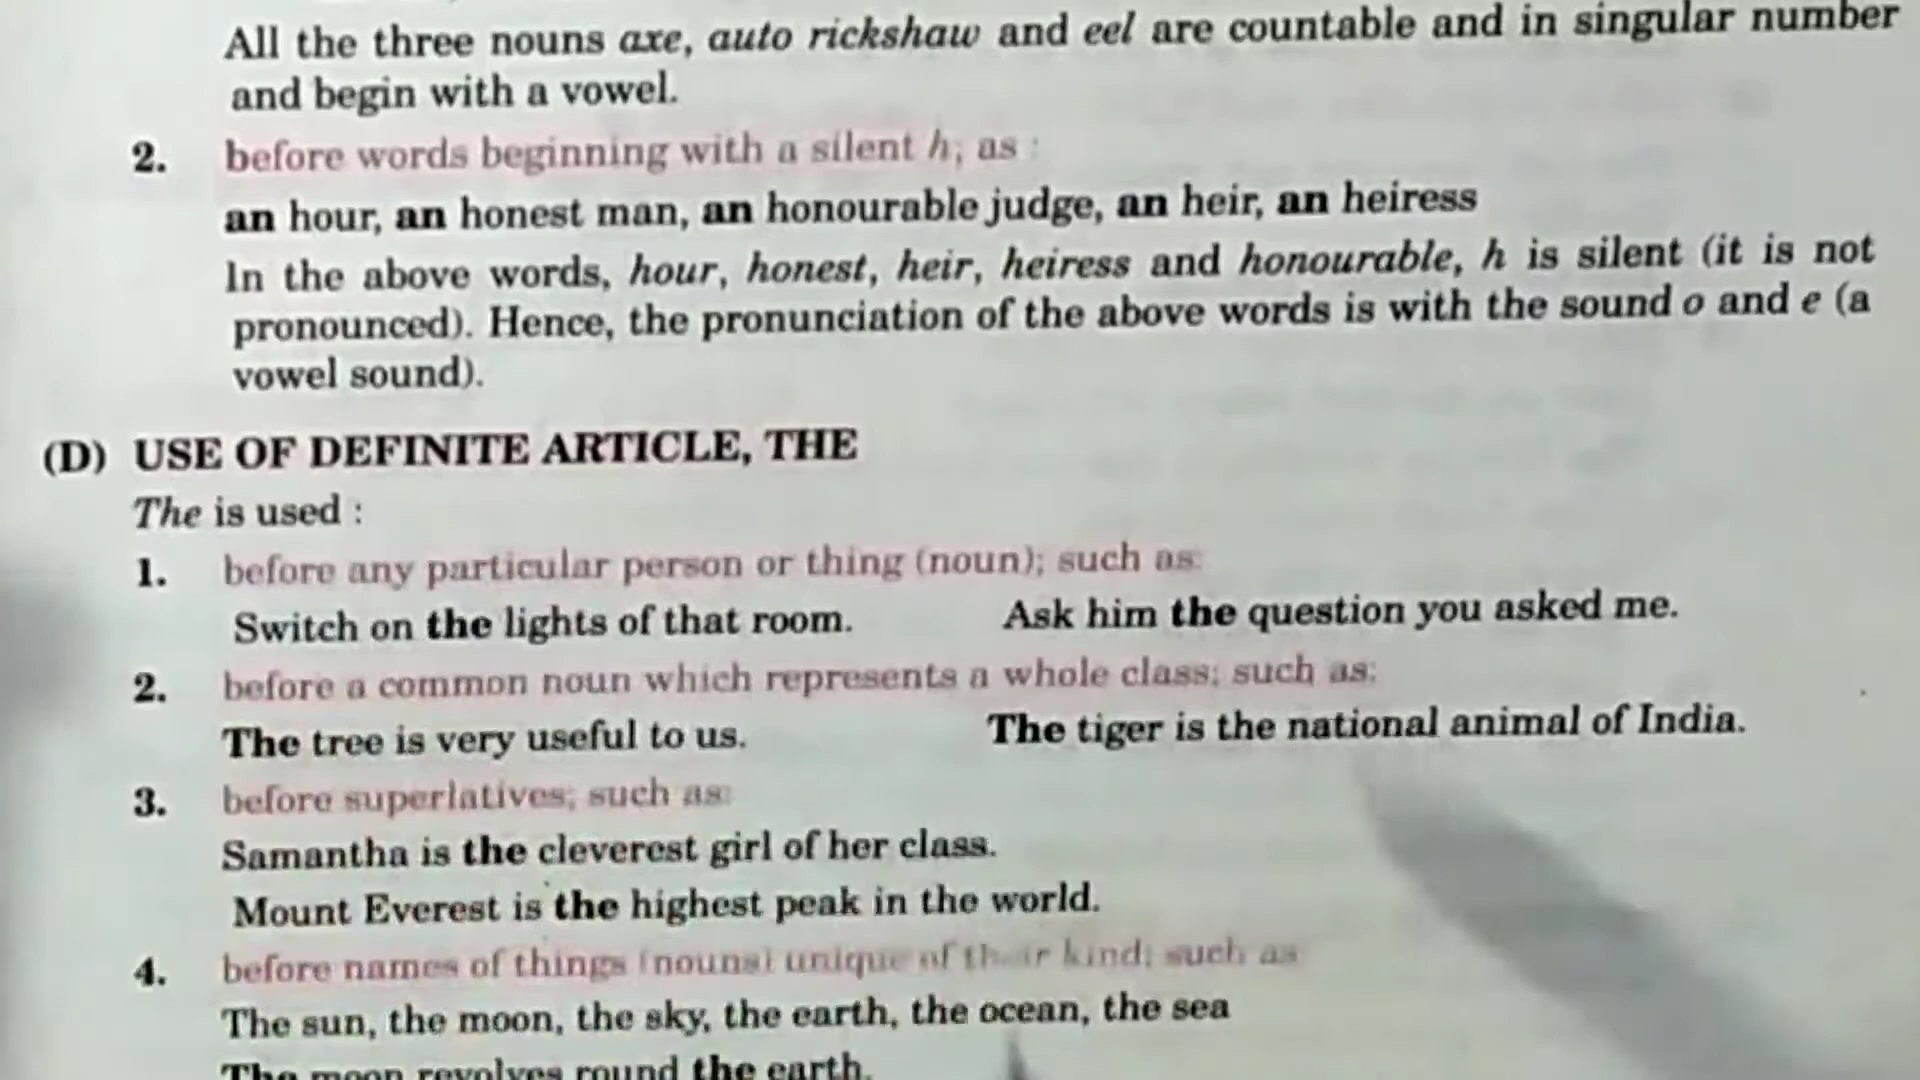 All the three nouns axe, auto rickshaw and eel are countable and in singular number
and begin with a vowel.
2. before words beginning with a silent h; as :
an hour, an honest man, an honourable judge, an heir, an heiress
In the above words, hour, honest, heir, heiress and honourable, h is silent (it is not
pronounced). Hence, the pronunciation of the above words is with the sound o and e (a
vowel sound).
(D) USE OF DEFINITE ARTICLE, THE
The is used :
1. before any particular person or thing (noun); such as:
Switch on the lights of that room. Ask him the question you asked me.
2. before a common noun which represents a whole class; such as:
The tree is very useful to us. The tiger is the national animal of India.
3. before superlatives; such as:
Samantha is the cleverest girl of her class.
Mount Everest is the highest peak in the world.
4. before names of things (nouns) unique of their kind; such as
The sun, the moon, the sky, the earth, the ocean, the sea
The moon revolves round the earth.